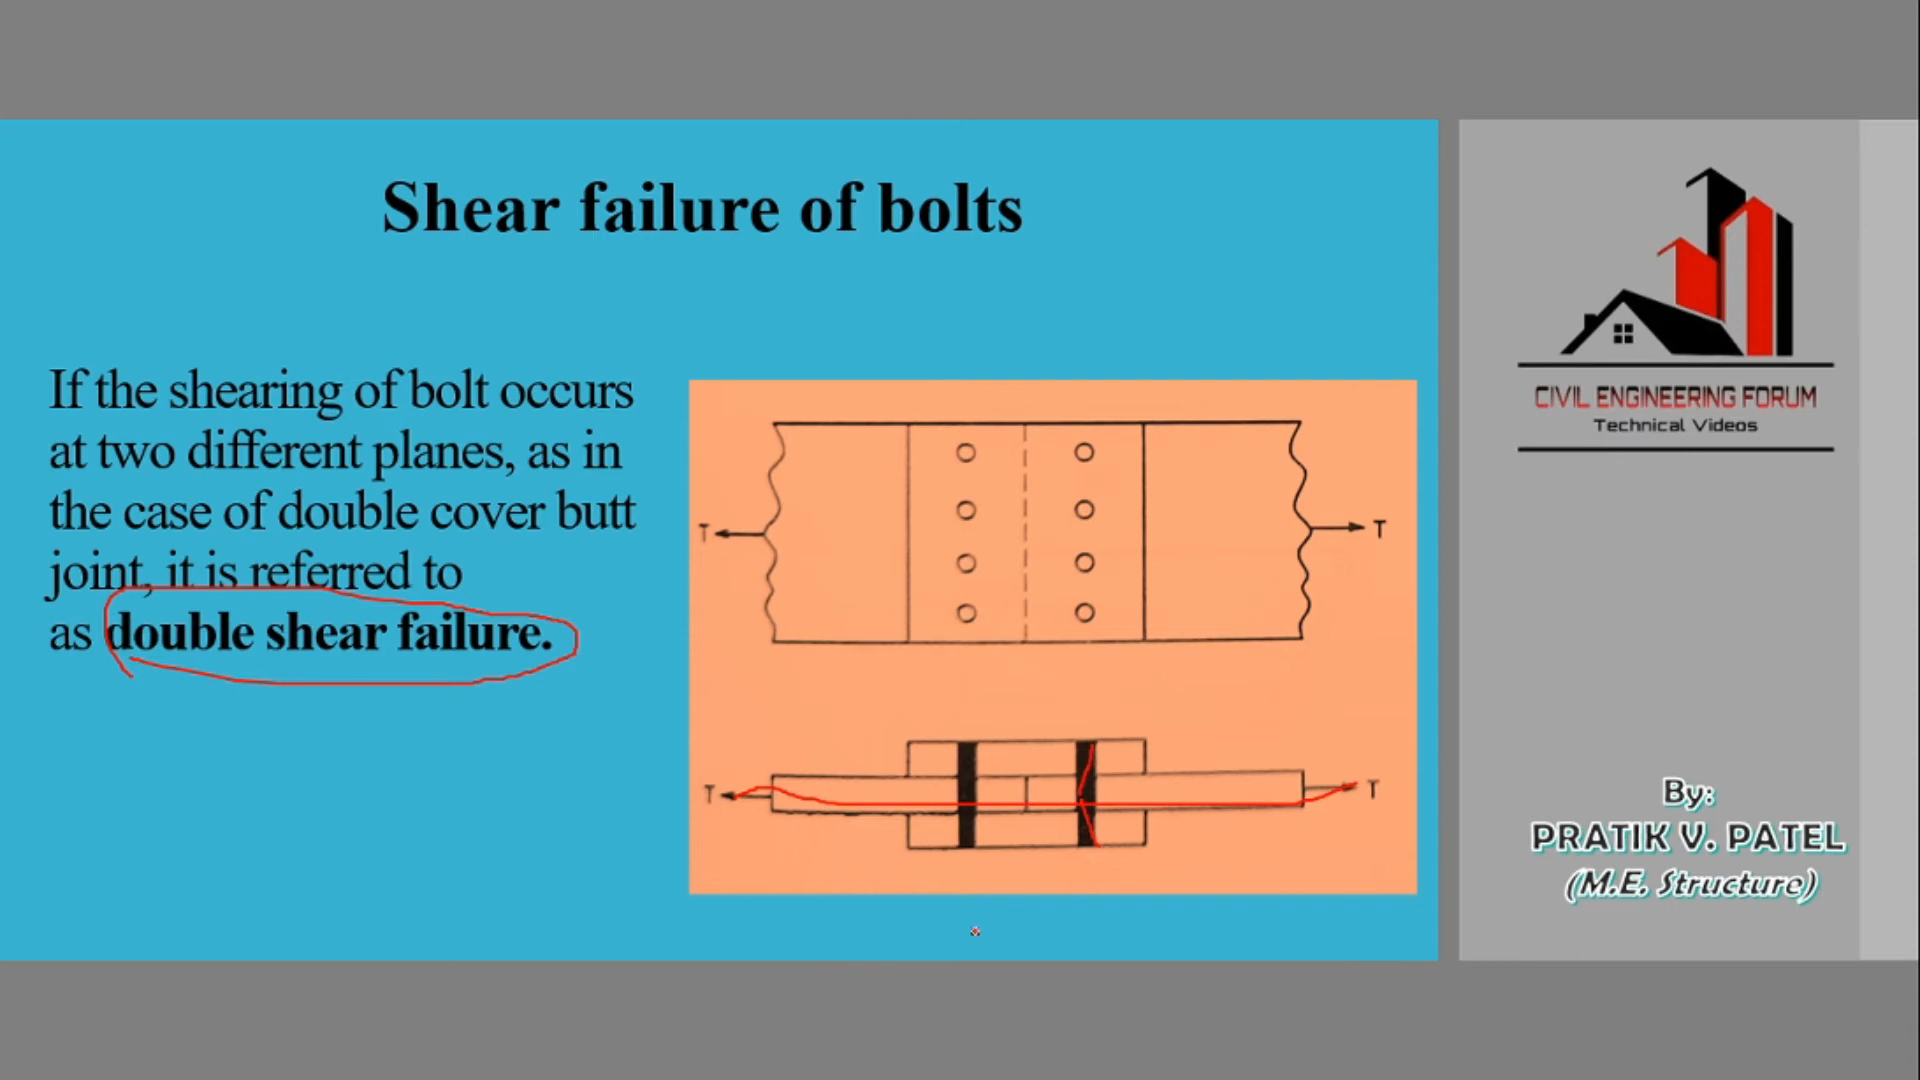 Shear failure of bolts
If the shearing of bolt occurs
at two different planes, as in
the case of double cover butt
joint, it is referred to
as double shear failure.
T
T
T
T
CIVIL ENGINEERING FORUM
Technical Videos
By:
PRATIK V. PATEL
(M.E. Structure)